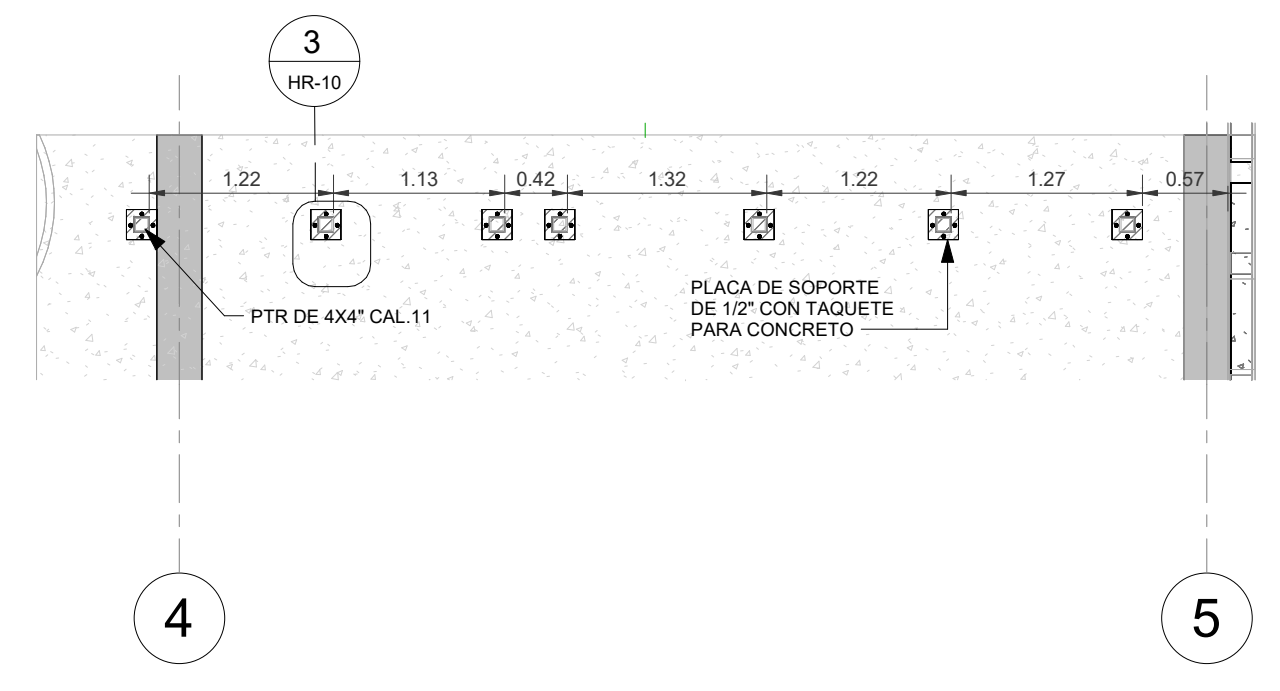 3
HR-10
1.22
1.13
0.42
1.32
1.22
1.27
0.57
PTR DE 4X4" CAL.11
PLACA DE SOPORTE
DE 1/2" CON TAQUETE
PARA CONCRETO
4
5